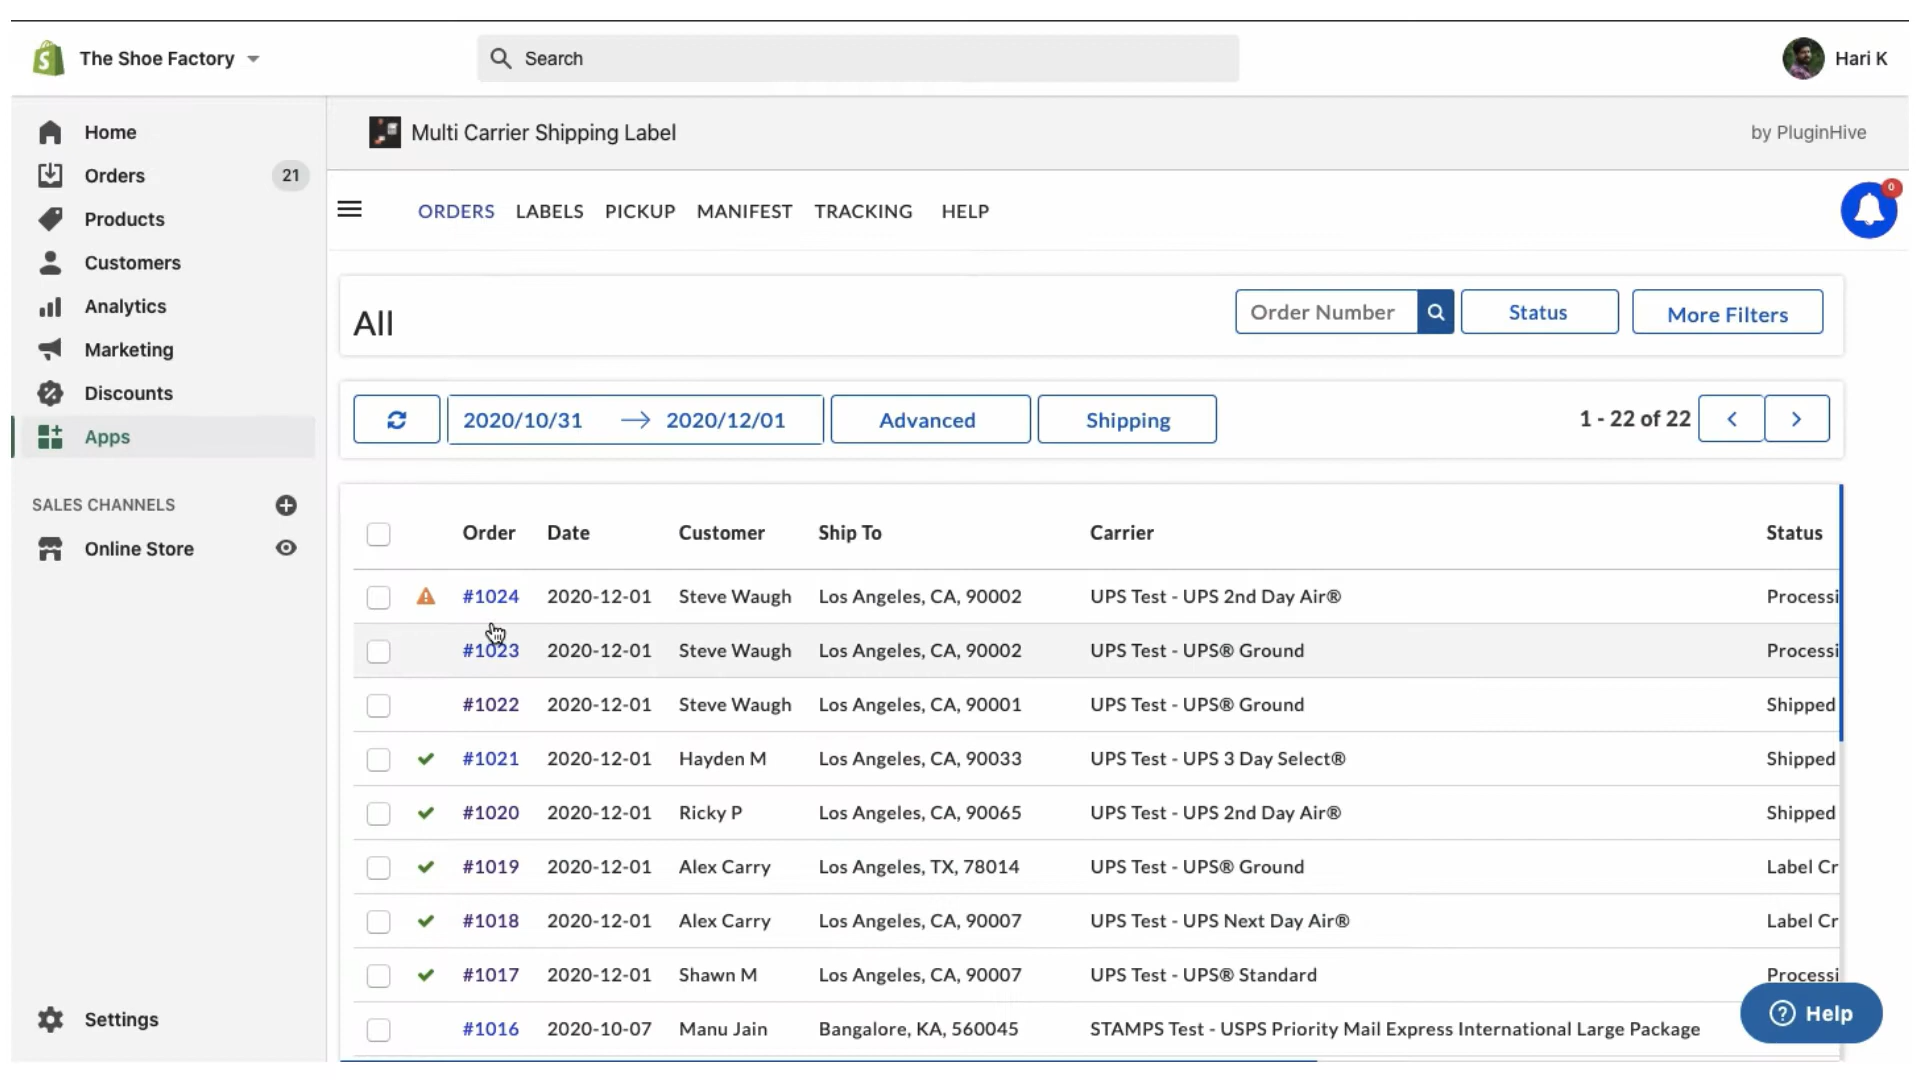 The Shoe Factory
Search
Hari K
Home
Orders 21
Products
Customers
Analytics
Marketing
Discounts
Apps
SALES CHANNELS
Online Store
Settings
Multi Carrier Shipping Label
by PluginHive
ORDERS LABELS PICKUP MANIFEST TRACKING HELP
0
All
Order Number Status More Filters
2020/10/31 → 2020/12/01 Advanced Shipping 1 - 22 of 22
Order Date Customer Ship To Carrier Status
#1024 2020-12-01 Steve Waugh Los Angeles, CA, 90002 UPS Test - UPS 2nd Day Air® Processi
#1023 2020-12-01 Steve Waugh Los Angeles, CA, 90002 UPS Test - UPS® Ground Processi
#1022 2020-12-01 Steve Waugh Los Angeles, CA, 90001 UPS Test - UPS® Ground Shipped
#1021 2020-12-01 Hayden M Los Angeles, CA, 90033 UPS Test - UPS 3 Day Select® Shipped
#1020 2020-12-01 Ricky P Los Angeles, CA, 90065 UPS Test - UPS 2nd Day Air® Shipped
#1019 2020-12-01 Alex Carry Los Angeles, TX, 78014 UPS Test - UPS® Ground Label Cr
#1018 2020-12-01 Alex Carry Los Angeles, CA, 90007 UPS Test - UPS Next Day Air® Label Cr
#1017 2020-12-01 Shawn M Los Angeles, CA, 90007 UPS Test - UPS® Standard Processi
#1016 2020-10-07 Manu Jain Bangalore, KA, 560045 STAMPS Test - USPS Priority Mail Express International Large Package
Help